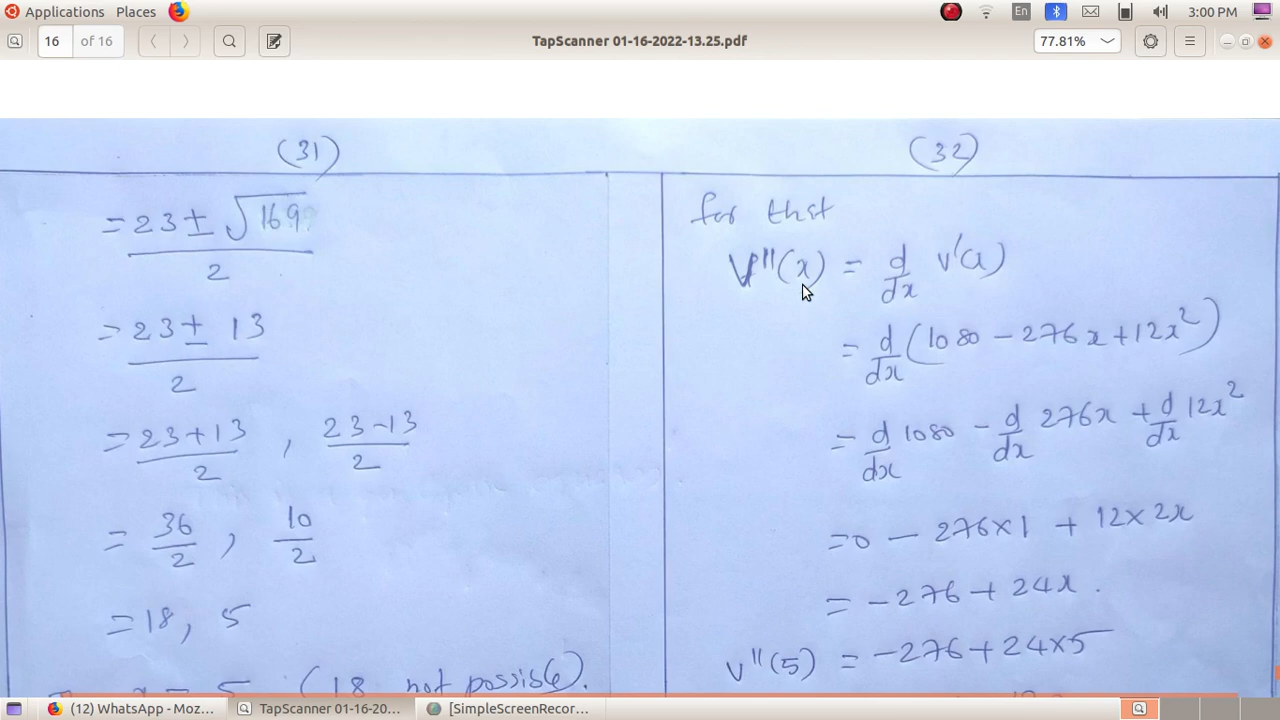 Applications Places En 3:00 PM
16 of 16 TapScanner 01-16-2022-13.25.pdf 77.81%
(31)
= 23 ± √169 / 2
= 23 ± 13 / 2
= 23+13 / 2 , 23-13 / 2
= 36/2 , 10/2
= 18, 5
5 (18 not possible).
(32)
for that
V''(x) = d/dx V'(x)
= d/dx (1080 - 276x + 12x²)
= d/dx 1080 - d/dx 276x + d/dx 12x²
= 0 - 276×1 + 12×2x
= -276 + 24x .
V''(5) = -276 + 24×5
(12) WhatsApp - Moz... TapScanner 01-16-20... [SimpleScreenRecor...